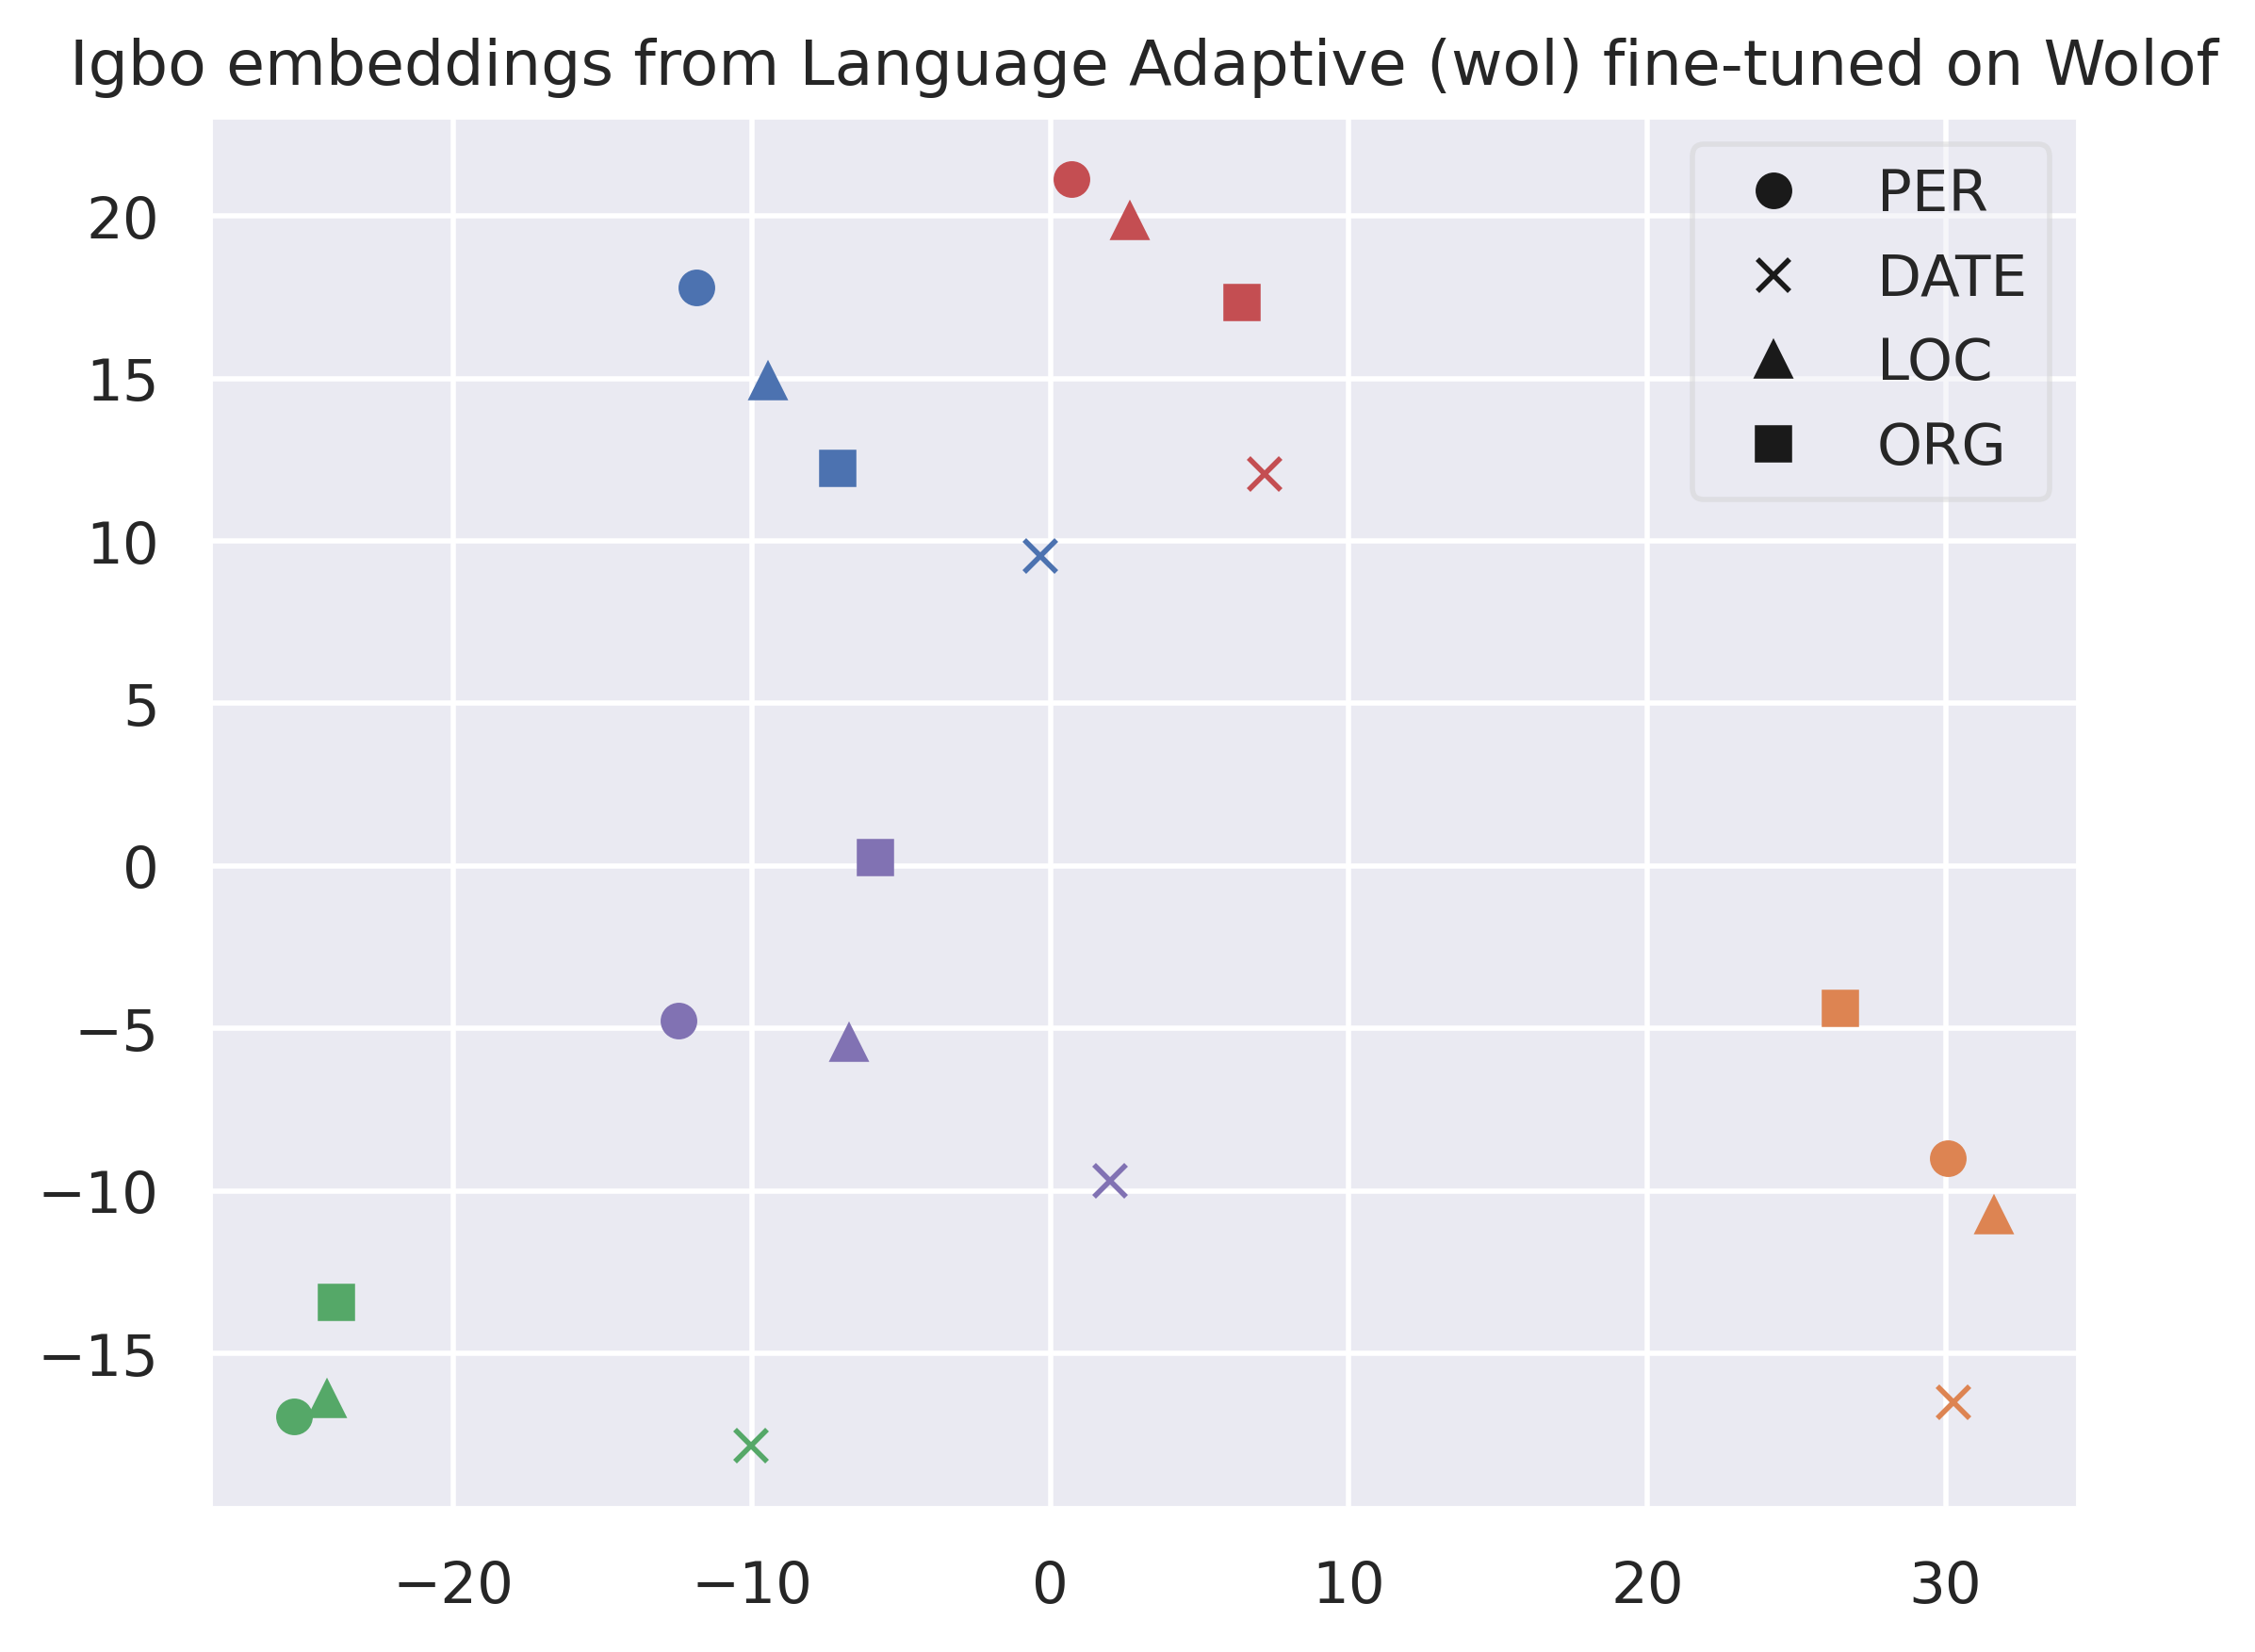 Igbo embeddings from Language Adaptive (wol) fine-tuned on Wolof
PER
DATE
LOC
ORG
20
15
10
5
0
−5
−10
−15
−20 −10 0 10 20 30